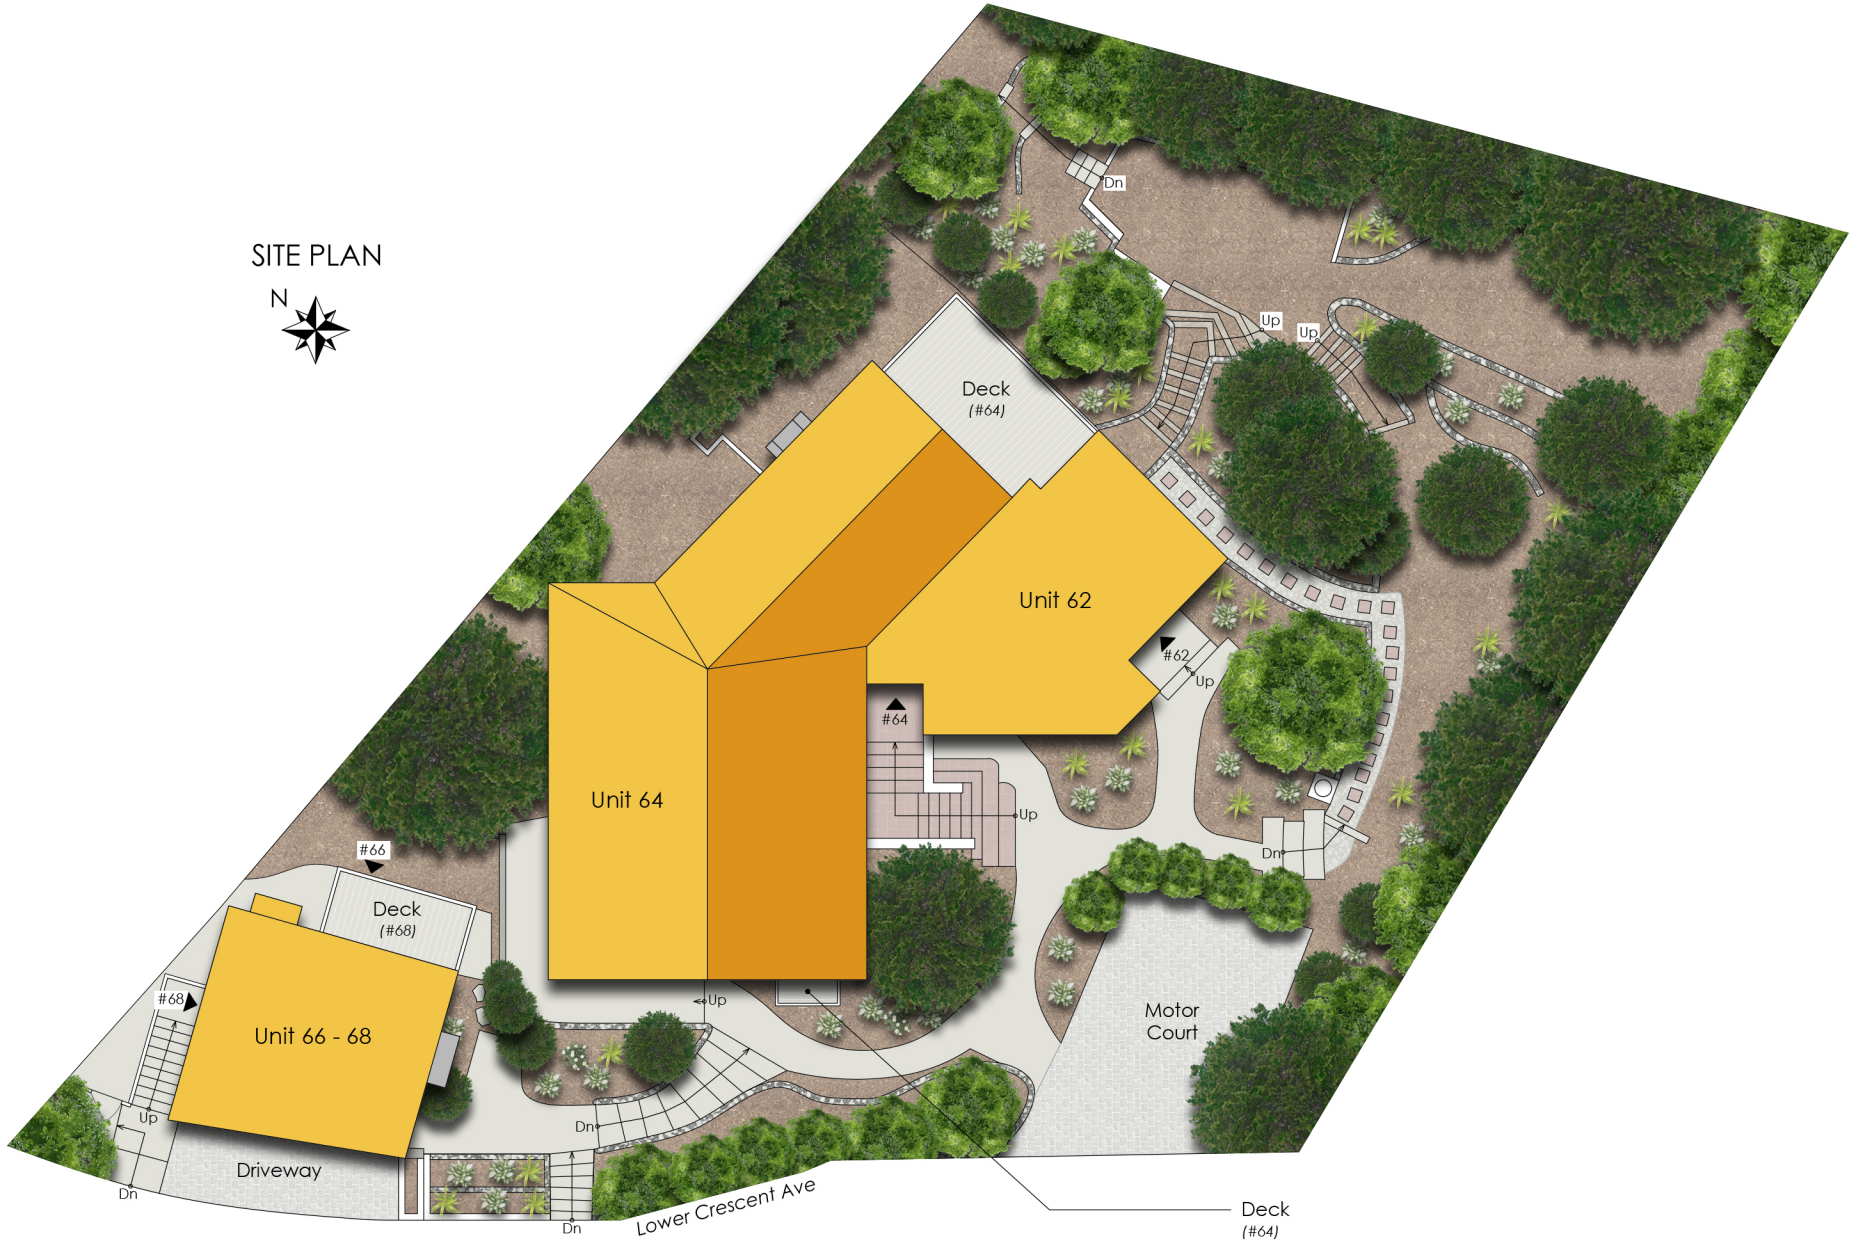 Dn
SITE PLAN
N
Up
Up
Deck
(#64)
Unit 62
#62
Up
#64
Unit 64
Up
#66
Dn
Deck
(#68)
#68
Up
Unit 66 - 68
Motor
Court
Up
Dn
Driveway
Dn
Lower Crescent Ave
Dn
Deck
(#64)